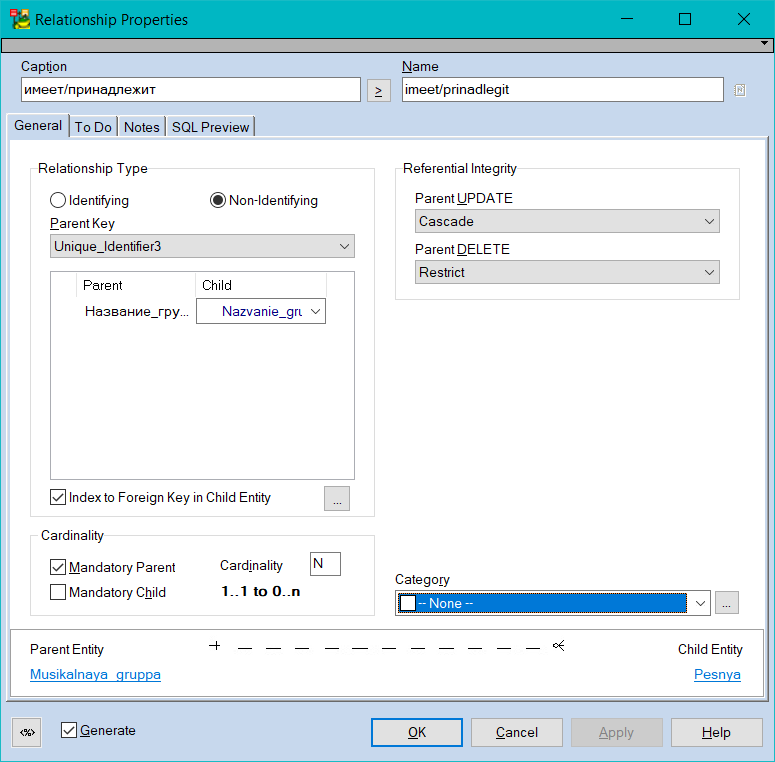 Relationship Properties
Caption
Name
имеет/принадлежит
>
imeet/prinadlegit
General
To Do
Notes
SQL Preview
Relationship Type
Referential Integrity
Identifying
Non-Identifying
Parent UPDATE
Parent Key
Cascade
Unique_Identifier3
Parent DELETE
Restrict
Parent
Child
Название_гру...
Nazvanie_gru
Index to Foreign Key in Child Entity
...
Cardinality
Mandatory Parent
Cardinality
N
Mandatory Child
1..1 to 0..n
Category
-- None --
...
Parent Entity
Child Entity
Musikalnaya_gruppa
Pesnya
<%>
Generate
OK
Cancel
Apply
Help